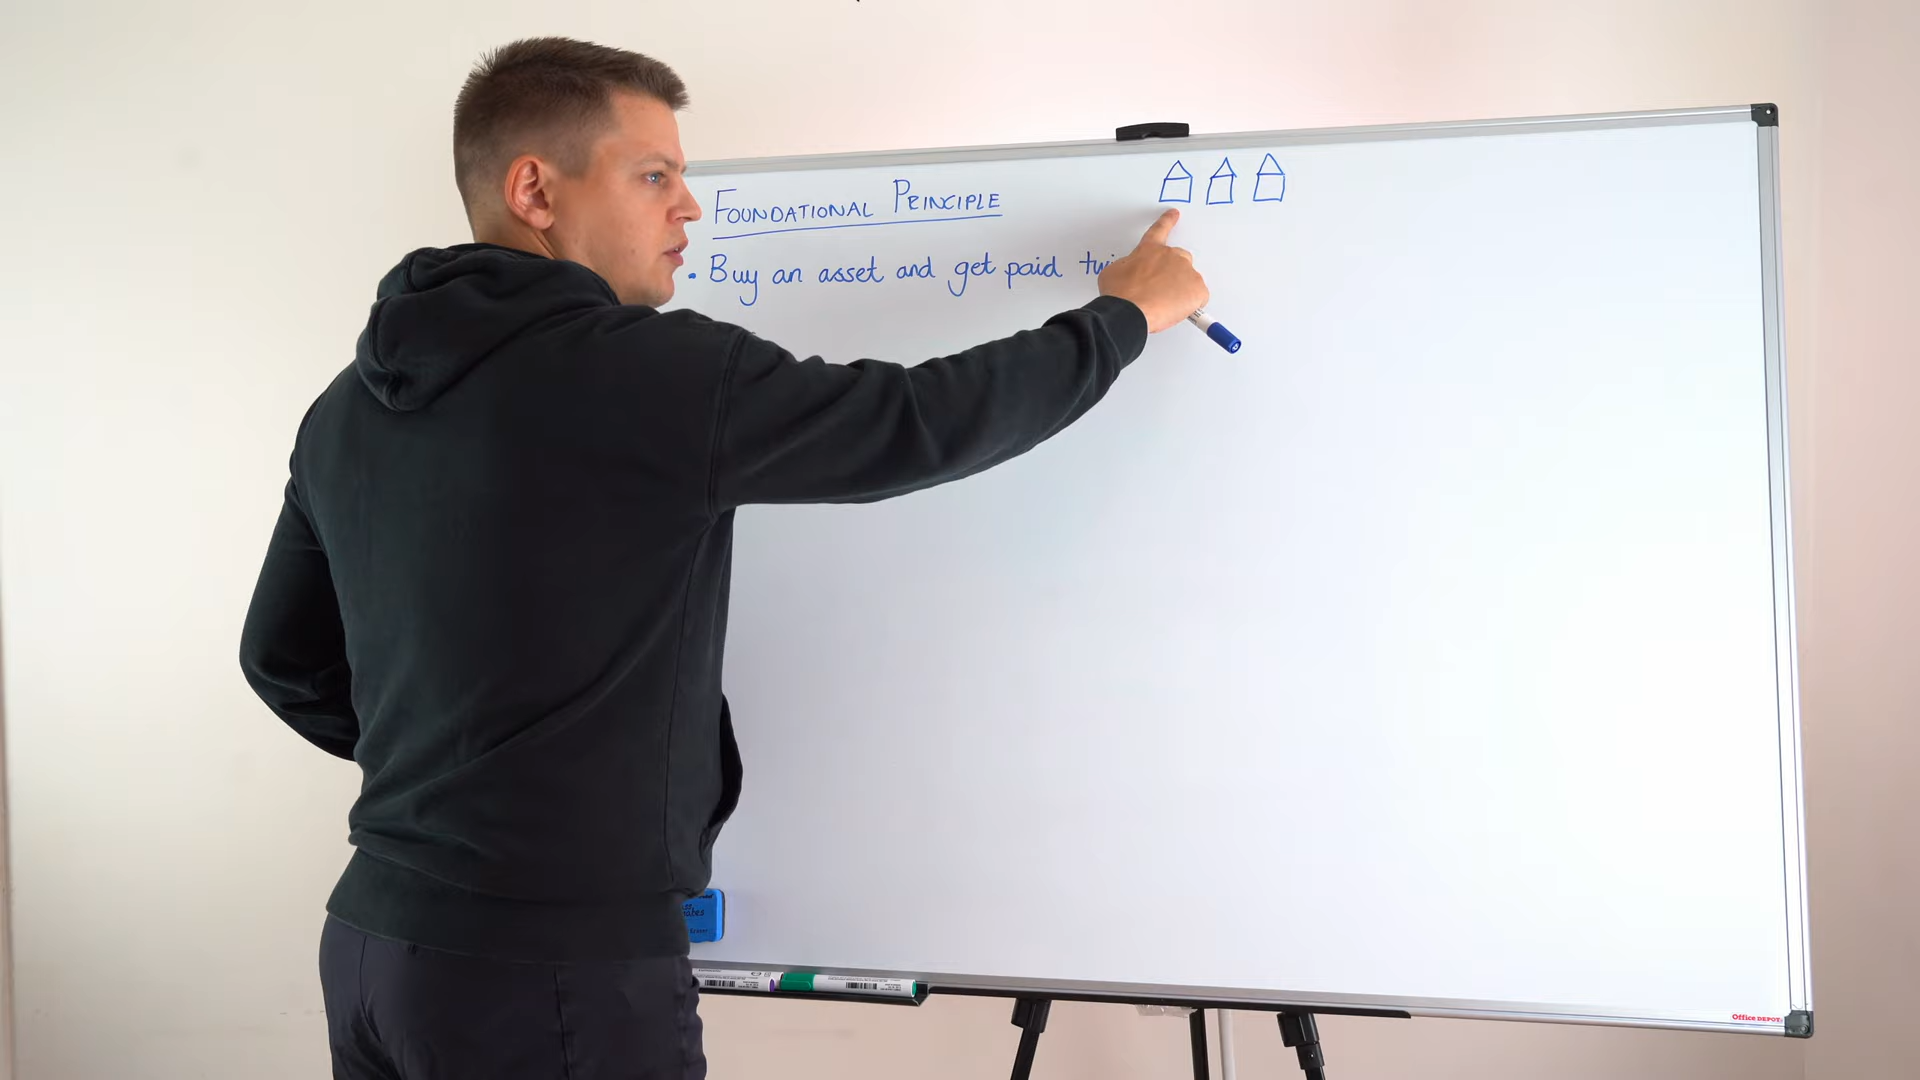 FOUNDATIONAL PRINCIPLE
• Buy an asset and get paid
Office DEPOT